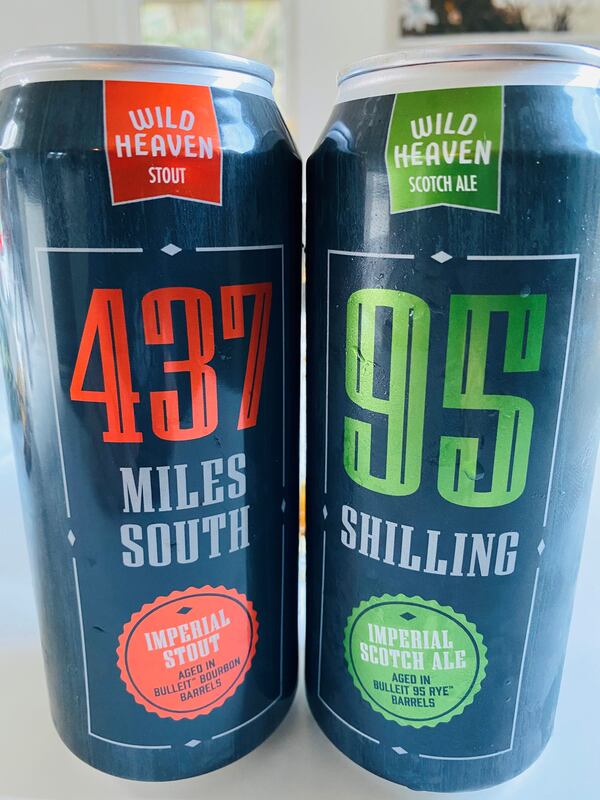 WILD
HEAVEN
STOUT
437
MILES
SOUTH
IMPERIAL
STOUT
AGED IN
BULLEIT™ BOURBON
BARRELS
WILD
HEAVEN
SCOTCH ALE
95
SHILLING
IMPERIAL
SCOTCH ALE
AGED IN
BULLEIT 95 RYE™
BARRELS